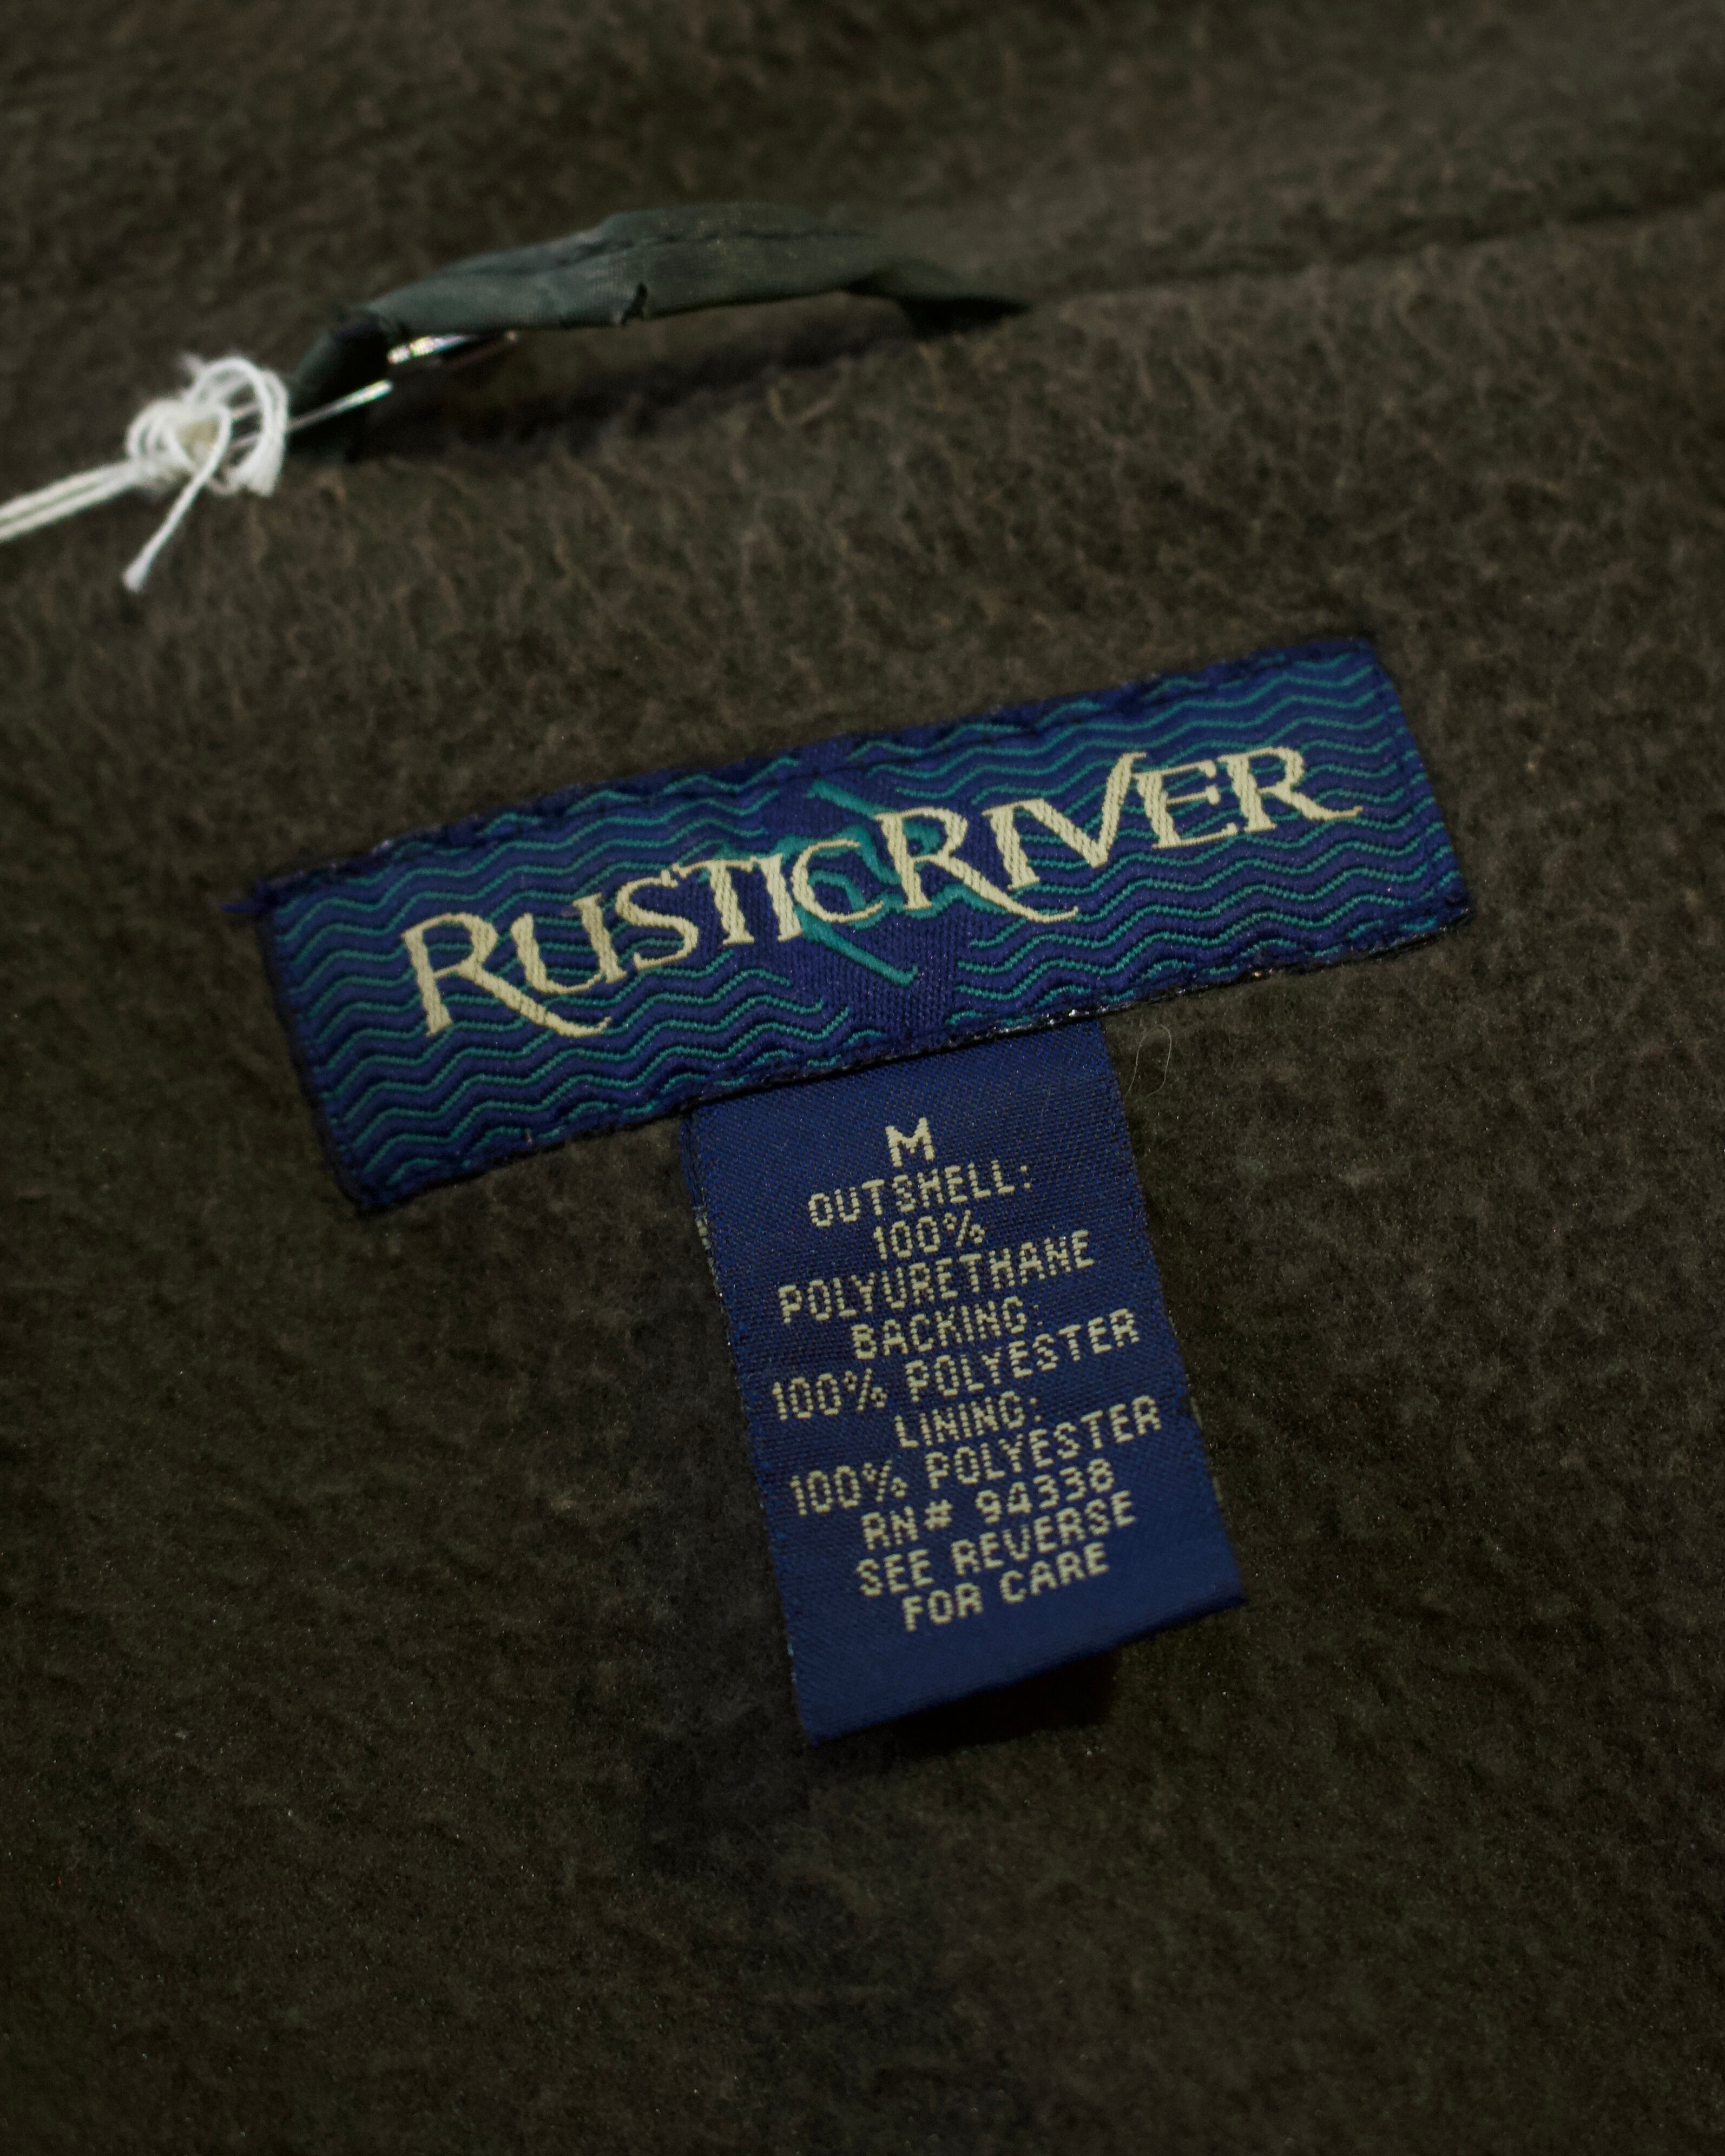 RUSTIC RIVER
M
OUTSHELL:
100%
POLYURETHANE
BACKING:
100% POLYESTER
LINING:
100% POLYESTER
RN# 94338
SEE REVERSE
FOR CARE